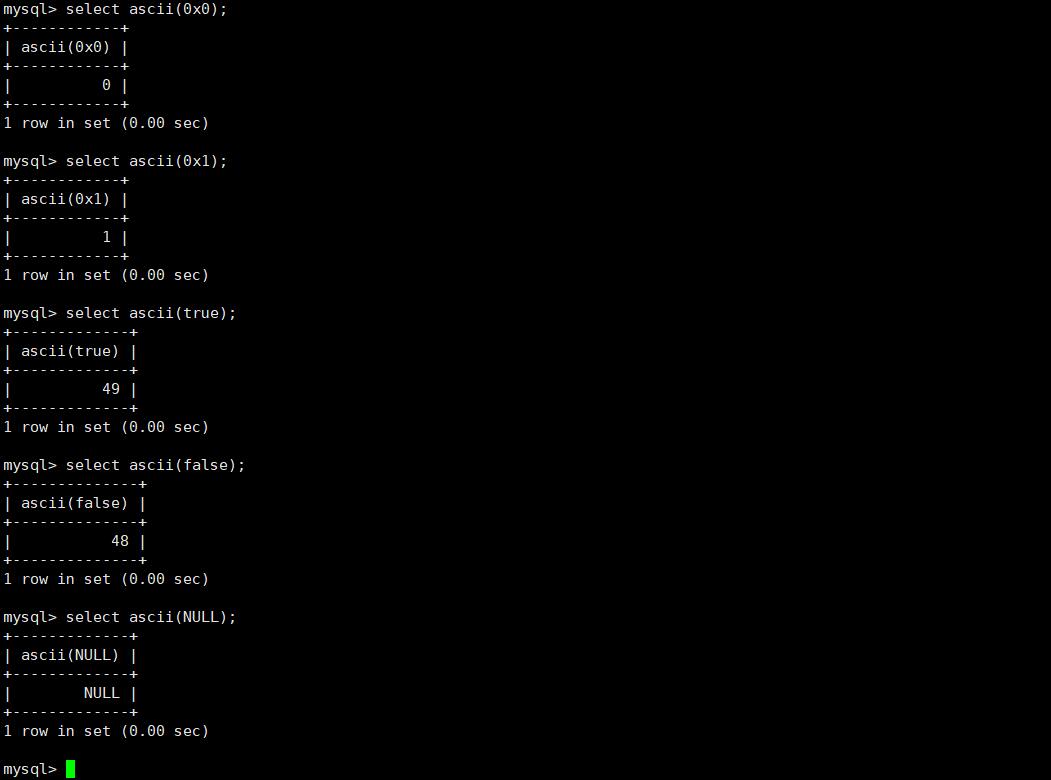 mysql> select ascii(0x0);
+------------+
| ascii(0x0) |
+------------+
|          0 |
+------------+
1 row in set (0.00 sec)

mysql> select ascii(0x1);
+------------+
| ascii(0x1) |
+------------+
|          1 |
+------------+
1 row in set (0.00 sec)

mysql> select ascii(true);
+-------------+
| ascii(true) |
+-------------+
|          49 |
+-------------+
1 row in set (0.00 sec)

mysql> select ascii(false);
+--------------+
| ascii(false) |
+--------------+
|           48 |
+--------------+
1 row in set (0.00 sec)

mysql> select ascii(NULL);
+-------------+
| ascii(NULL) |
+-------------+
|        NULL |
+-------------+
1 row in set (0.00 sec)

mysql>